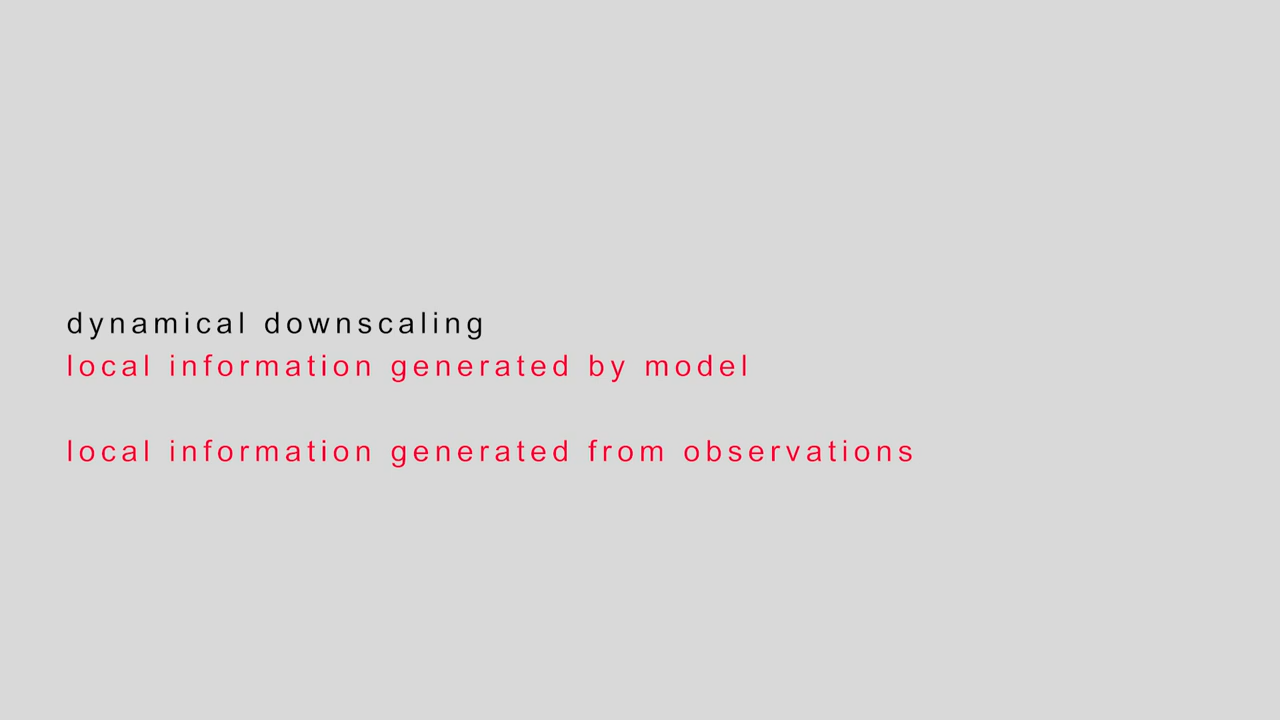 dynamical downscaling
local information generated by model
local information generated from observations